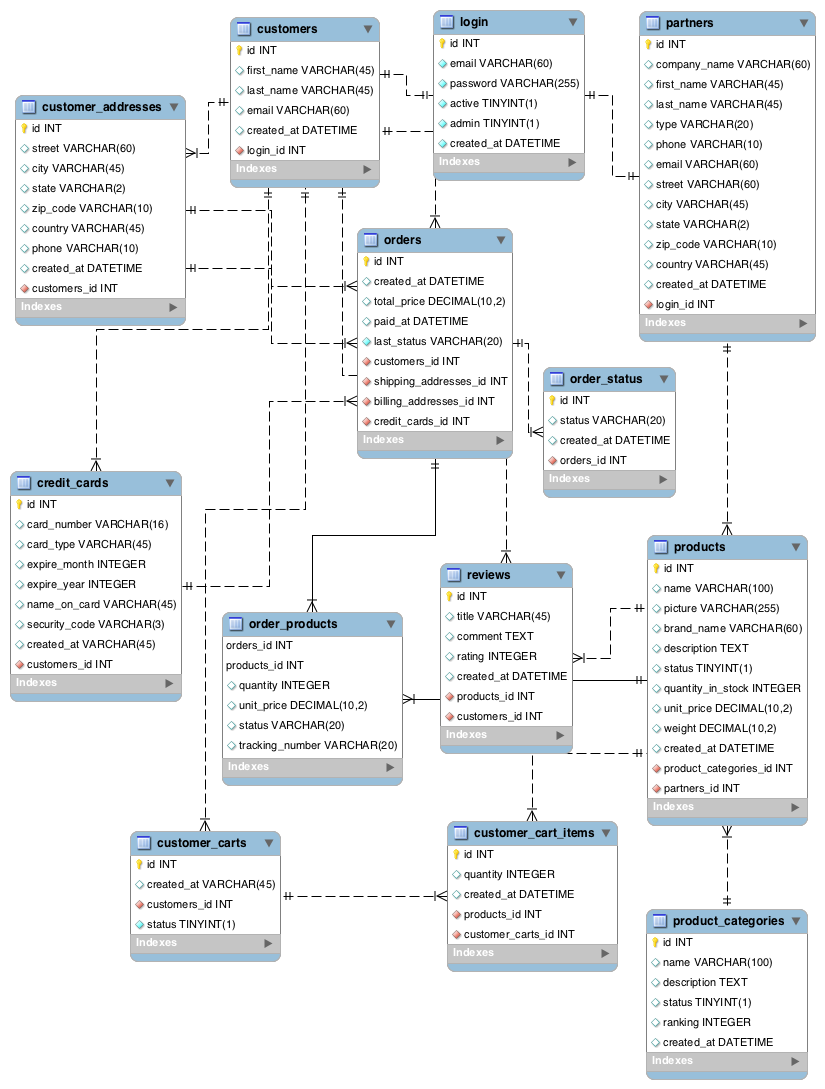 customers
id INT
first_name VARCHAR(45)
last_name VARCHAR(45)
email VARCHAR(60)
created_at DATETIME
login_id INT
Indexes
login
id INT
email VARCHAR(60)
password VARCHAR(255)
active TINYINT(1)
admin TINYINT(1)
created_at DATETIME
Indexes
partners
id INT
company_name VARCHAR(60)
first_name VARCHAR(45)
last_name VARCHAR(45)
type VARCHAR(20)
phone VARCHAR(10)
email VARCHAR(60)
street VARCHAR(60)
city VARCHAR(45)
state VARCHAR(2)
zip_code VARCHAR(10)
country VARCHAR(45)
created_at DATETIME
login_id INT
Indexes
customer_addresses
id INT
street VARCHAR(60)
city VARCHAR(45)
state VARCHAR(2)
zip_code VARCHAR(10)
country VARCHAR(45)
phone VARCHAR(10)
created_at DATETIME
customers_id INT
Indexes
orders
id INT
created_at DATETIME
total_price DECIMAL(10,2)
paid_at DATETIME
last_status VARCHAR(20)
customers_id INT
shipping_addresses_id INT
billing_addresses_id INT
credit_cards_id INT
Indexes
order_status
id INT
status VARCHAR(20)
created_at DATETIME
orders_id INT
Indexes
credit_cards
id INT
card_number VARCHAR(16)
card_type VARCHAR(45)
expire_month INTEGER
expire_year INTEGER
name_on_card VARCHAR(45)
security_code VARCHAR(3)
created_at VARCHAR(45)
customers_id INT
Indexes
products
id INT
name VARCHAR(100)
picture VARCHAR(255)
brand_name VARCHAR(60)
description TEXT
status TINYINT(1)
quantity_in_stock INTEGER
unit_price DECIMAL(10,2)
weight DECIMAL(10,2)
created_at DATETIME
product_categories_id INT
partners_id INT
Indexes
reviews
id INT
title VARCHAR(45)
comment TEXT
rating INTEGER
created_at DATETIME
products_id INT
customers_id INT
Indexes
order_products
orders_id INT
products_id INT
quantity INTEGER
unit_price DECIMAL(10,2)
status VARCHAR(20)
tracking_number VARCHAR(20)
Indexes
customer_carts
id INT
created_at VARCHAR(45)
customers_id INT
status TINYINT(1)
Indexes
customer_cart_items
id INT
quantity INTEGER
created_at DATETIME
products_id INT
customer_carts_id INT
Indexes
product_categories
id INT
name VARCHAR(100)
description TEXT
status TINYINT(1)
ranking INTEGER
created_at DATETIME
Indexes